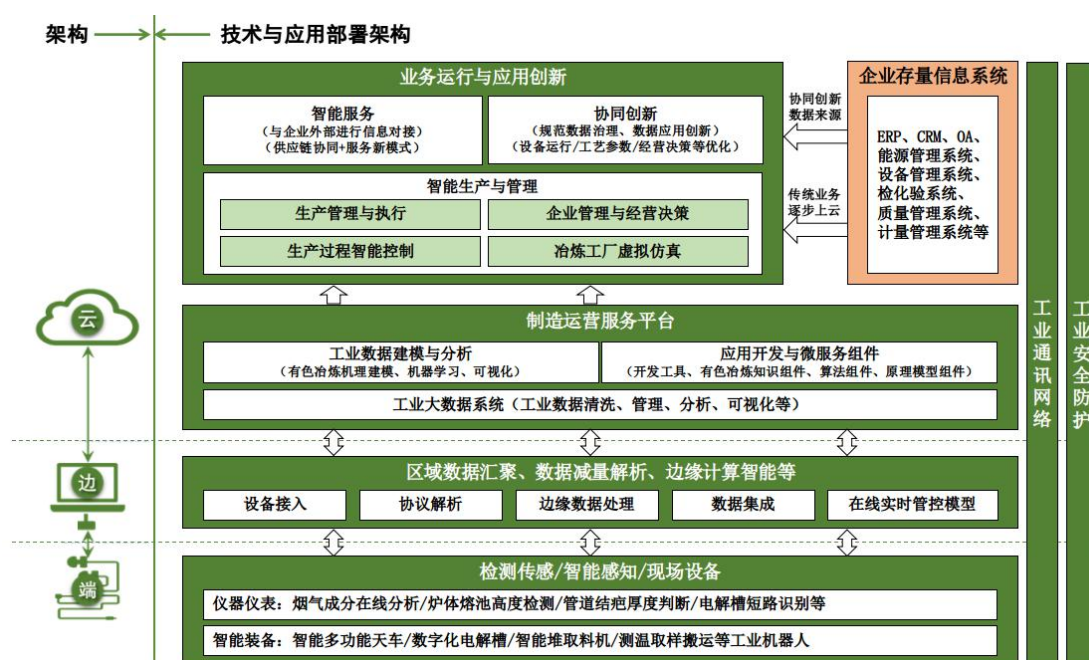 架构
技术与应用部署架构
业务运行与应用创新
智能服务
（与企业外部进行信息对接）
（供应链协同+服务新模式）
协同创新
（规范数据治理、数据应用创新）
（设备运行/工艺参数/经营决策等优化）
智能生产与管理
生产管理与执行
企业管理与经营决策
生产过程智能控制
冶炼工厂虚拟仿真
协同创新
数据来源
传统业务
逐步上云
企业存量信息系统
ERP、CRM、OA、
能源管理系统、
设备管理系统、
检化验系统、
质量管理系统、
计量管理系统等
云
制造运营服务平台
工业数据建模与分析
（有色冶炼机理建模、机器学习、可视化）
应用开发与微服务组件
（开发工具、有色冶炼知识组件、算法组件、原理模型组件）
工业大数据系统（工业数据清洗、管理、分析、可视化等）
边
区域数据汇聚、数据减量解析、边缘计算智能等
设备接入
协议解析
边缘数据处理
数据集成
在线实时管控模型
端
检测传感/智能感知/现场设备
仪器仪表：烟气成分在线分析/炉体熔池高度检测/管道结疤厚度判断/电解槽短路识别等
智能装备：智能多功能天车/数字化电解槽/智能堆取料机/测温取样搬运等工业机器人
工业通讯网络
工业安全防护